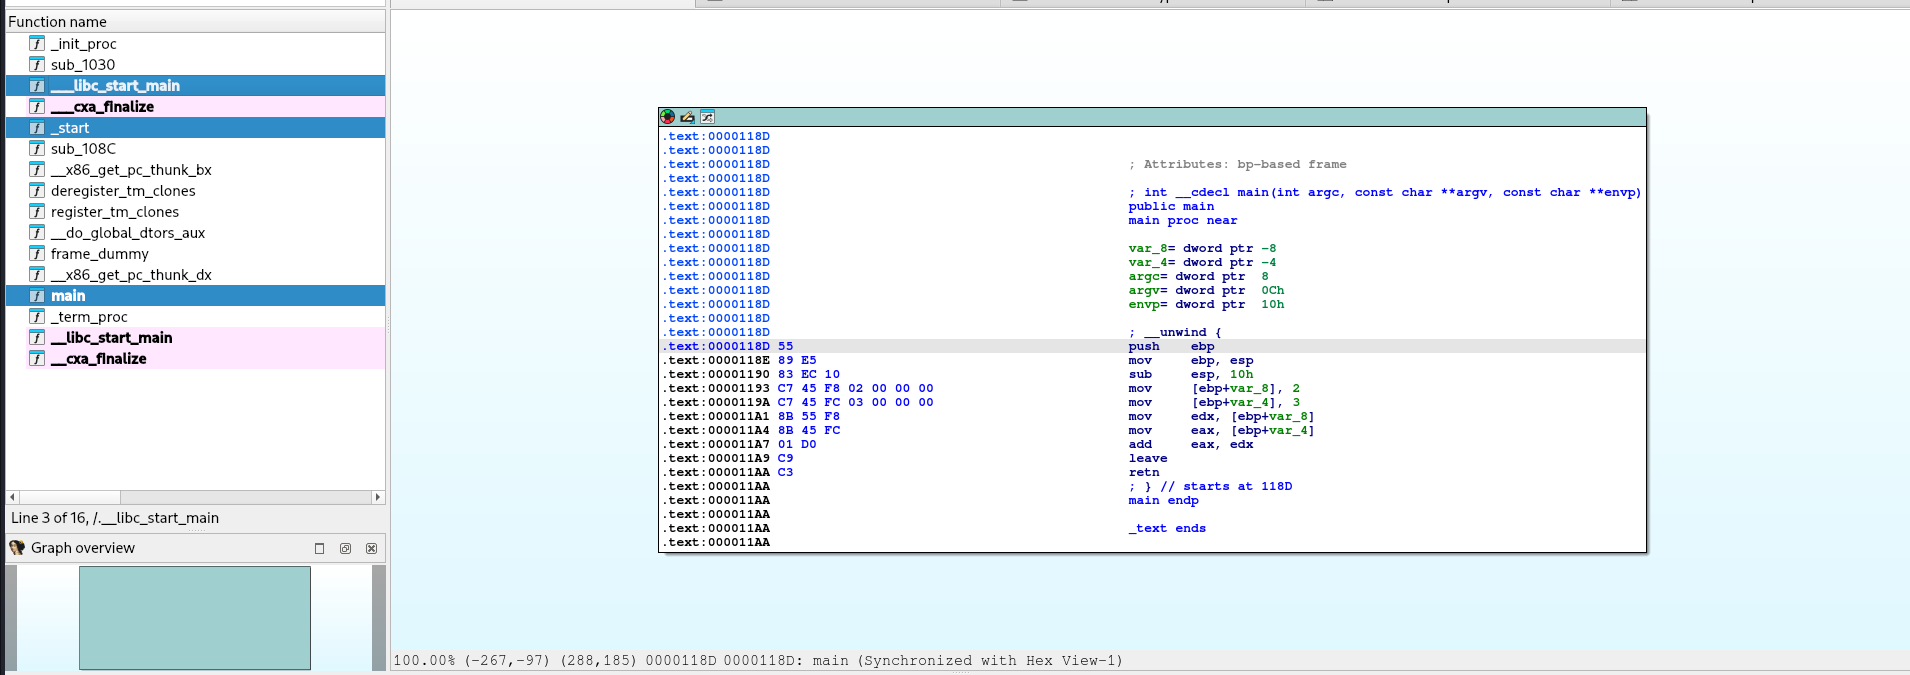 Function name
_init_proc
sub_1030
___libc_start_main
___cxa_finalize
_start
sub_108C
__x86_get_pc_thunk_bx
deregister_tm_clones
register_tm_clones
__do_global_dtors_aux
frame_dummy
__x86_get_pc_thunk_dx
main
_term_proc
__libc_start_main
__cxa_finalize
Line 3 of 16, /.__libc_start_main
Graph overview
.text:0000118D
.text:0000118D
.text:0000118D ; Attributes: bp-based frame
.text:0000118D
.text:0000118D ; int __cdecl main(int argc, const char **argv, const char **envp)
.text:0000118D public main
.text:0000118D main proc near
.text:0000118D
.text:0000118D var_8= dword ptr -8
.text:0000118D var_4= dword ptr -4
.text:0000118D argc= dword ptr  8
.text:0000118D argv= dword ptr  0Ch
.text:0000118D envp= dword ptr  10h
.text:0000118D
.text:0000118D ; __unwind {
.text:0000118D 55 push    ebp
.text:0000118E 89 E5 mov     ebp, esp
.text:00001190 83 EC 10 sub     esp, 10h
.text:00001193 C7 45 F8 02 00 00 00 mov     [ebp+var_8], 2
.text:0000119A C7 45 FC 03 00 00 00 mov     [ebp+var_4], 3
.text:000011A1 8B 55 F8 mov     edx, [ebp+var_8]
.text:000011A4 8B 45 FC mov     eax, [ebp+var_4]
.text:000011A7 01 D0 add     eax, edx
.text:000011A9 C9 leave
.text:000011AA C3 retn
.text:000011AA ; } // starts at 118D
.text:000011AA main endp
.text:000011AA
.text:000011AA _text ends
.text:000011AA
100.00% (-267,-97) (288,185) 0000118D 0000118D: main (Synchronized with Hex View-1)